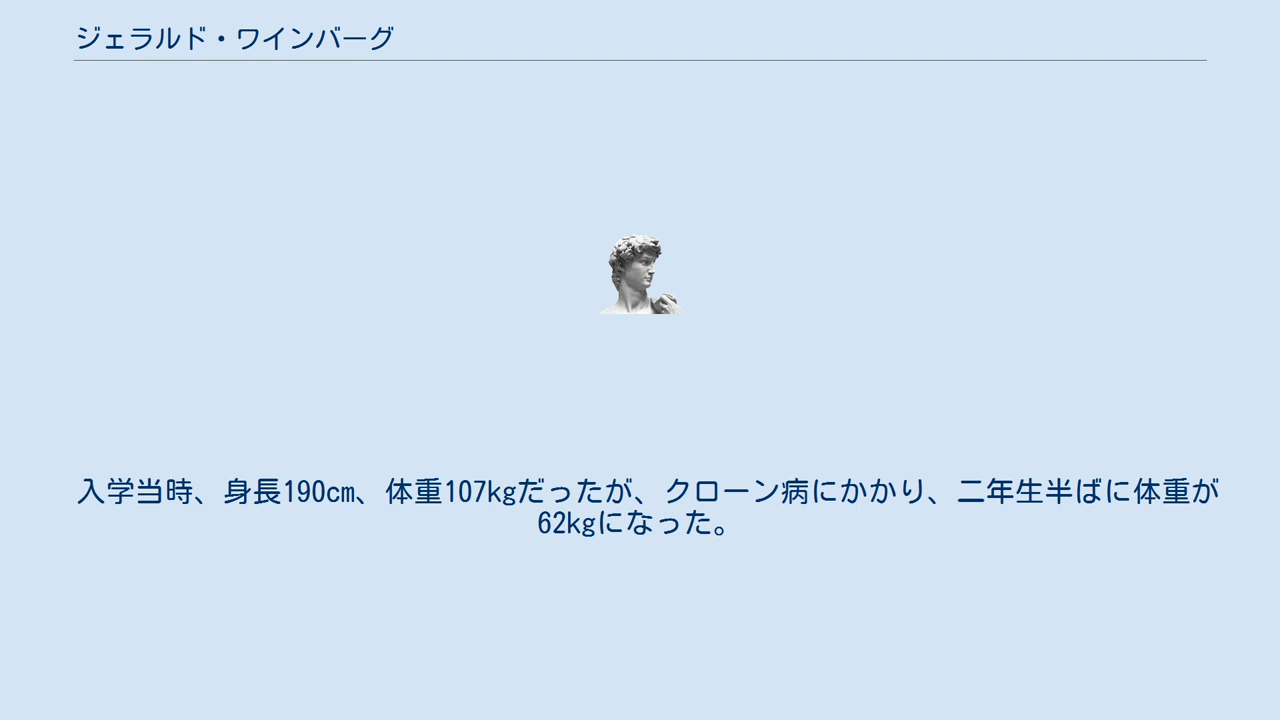 ジェラルド・ワインバーグ
入学当時、身長190cm、体重107kgだったが、クローン病にかかり、二年生半ばに体重が
62kgになった。